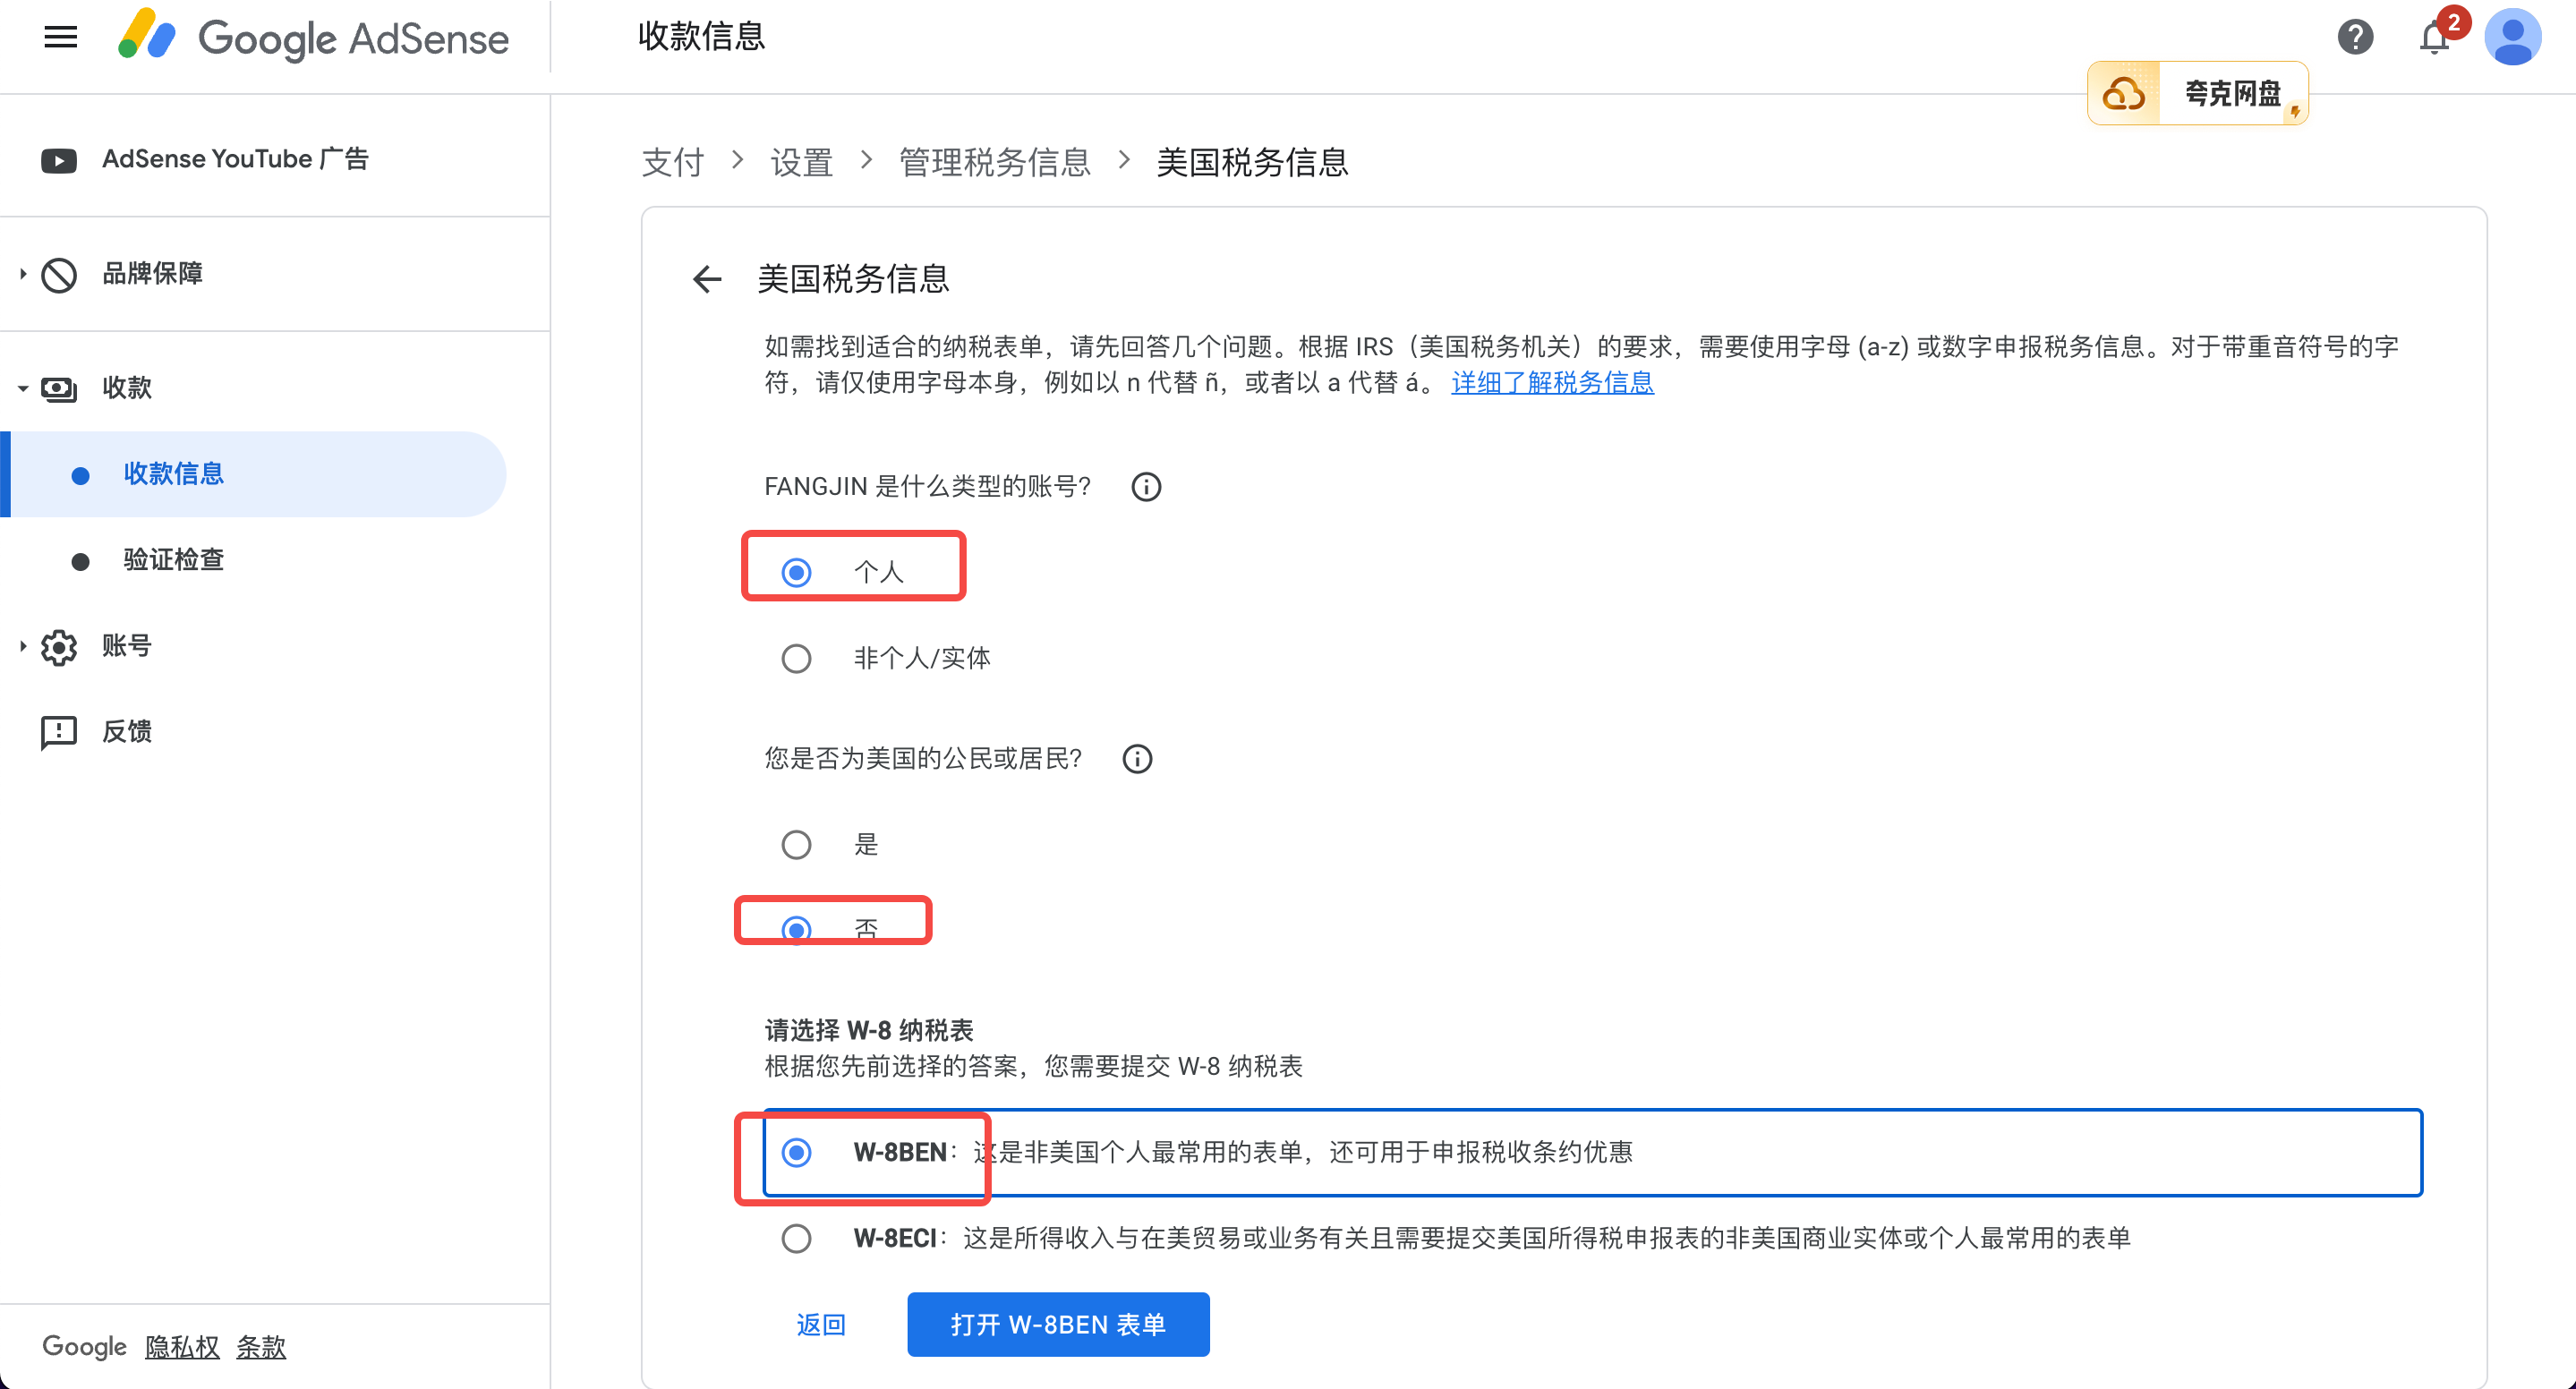 Google AdSense
收款信息
2
夸克网盘
AdSense YouTube 广告
品牌保障
收款
收款信息
验证检查
账号
反馈
Google 隐私权 条款
支付 > 设置 > 管理税务信息 > 美国税务信息
美国税务信息
如需找到适合的纳税表单，请先回答几个问题。根据 IRS（美国税务机关）的要求，需要使用字母 (a-z) 或数字申报税务信息。对于带重音符号的字
符，请仅使用字母本身，例如以 n 代替 ñ，或者以 a 代替 á。 详细了解税务信息
FANGJIN 是什么类型的账号？
个人
非个人/实体
您是否为美国的公民或居民？
是
否
请选择 W-8 纳税表
根据您先前选择的答案，您需要提交 W-8 纳税表
W-8BEN：这是非美国个人最常用的表单，还可用于申报税收条约优惠
W-8ECI：这是所得收入与在美贸易或业务有关且需要提交美国所得税申报表的非美国商业实体或个人最常用的表单
返回
打开 W-8BEN 表单